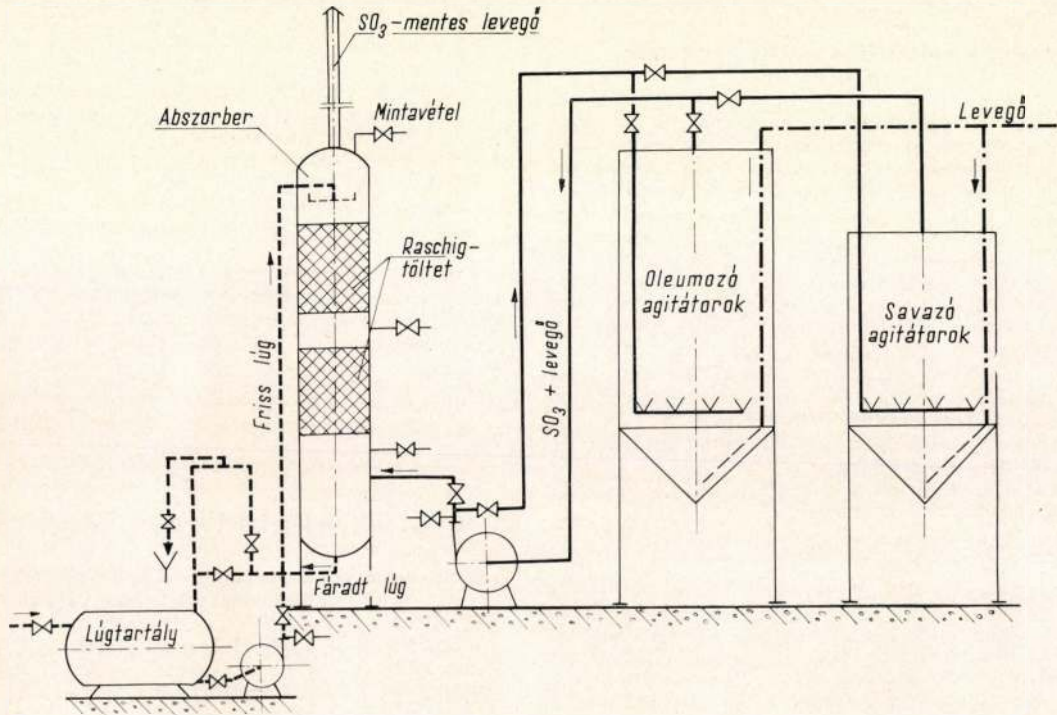 SO₃-mentes levegő
Abszorber
Mintavétel
Levegő
Raschig-
töltet
Oleumozó
agitátorok
Savazó
agitátorok
Friss lúg
SO₃ + levegő
Fáradt lúg
Lúgtartály